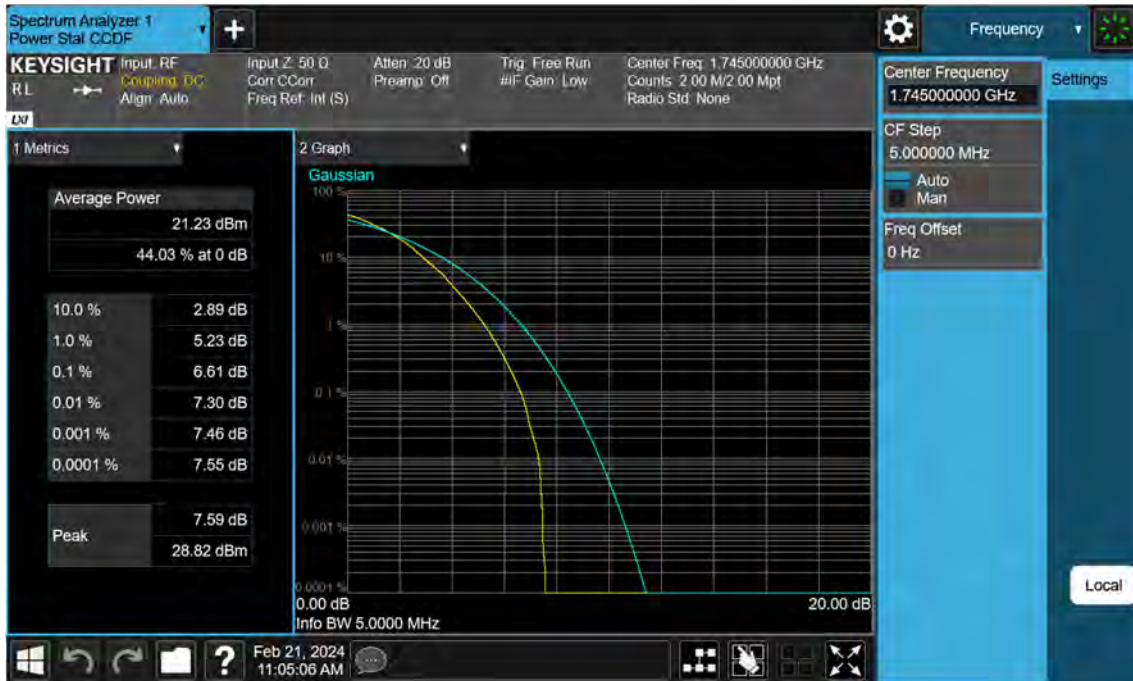 Spectrum Analyzer 1
Power Stat CCDF
Frequency
KEYSIGHT
RL
LXI
Input: RF
Coupling: DC
Align: Auto
Input Z: 50 Ω
Corr CCorr
Freq Ref: Int (S)
Atten: 20 dB
Preamp: Off
Trig: Free Run
#IF Gain: Low
Center Freq: 1.745000000 GHz
Counts: 2.00 M/2.00 Mpt
Radio Std: None
Center Frequency
1.745000000 GHz
Settings
CF Step
5.000000 MHz
Auto
Man
Freq Offset
0 Hz
1 Metrics
Average Power
21.23 dBm
44.03 % at 0 dB
10.0 % 2.89 dB
1.0 % 5.23 dB
0.1 % 6.61 dB
0.01 % 7.30 dB
0.001 % 7.46 dB
0.0001 % 7.55 dB
Peak
7.59 dB
28.82 dBm
2 Graph
Gaussian
100 %
10 %
1 %
0.1 %
0.01 %
0.001 %
0.0001 %
0.00 dB
20.00 dB
Info BW 5.0000 MHz
Local
?
Feb 21, 2024
11:05:06 AM